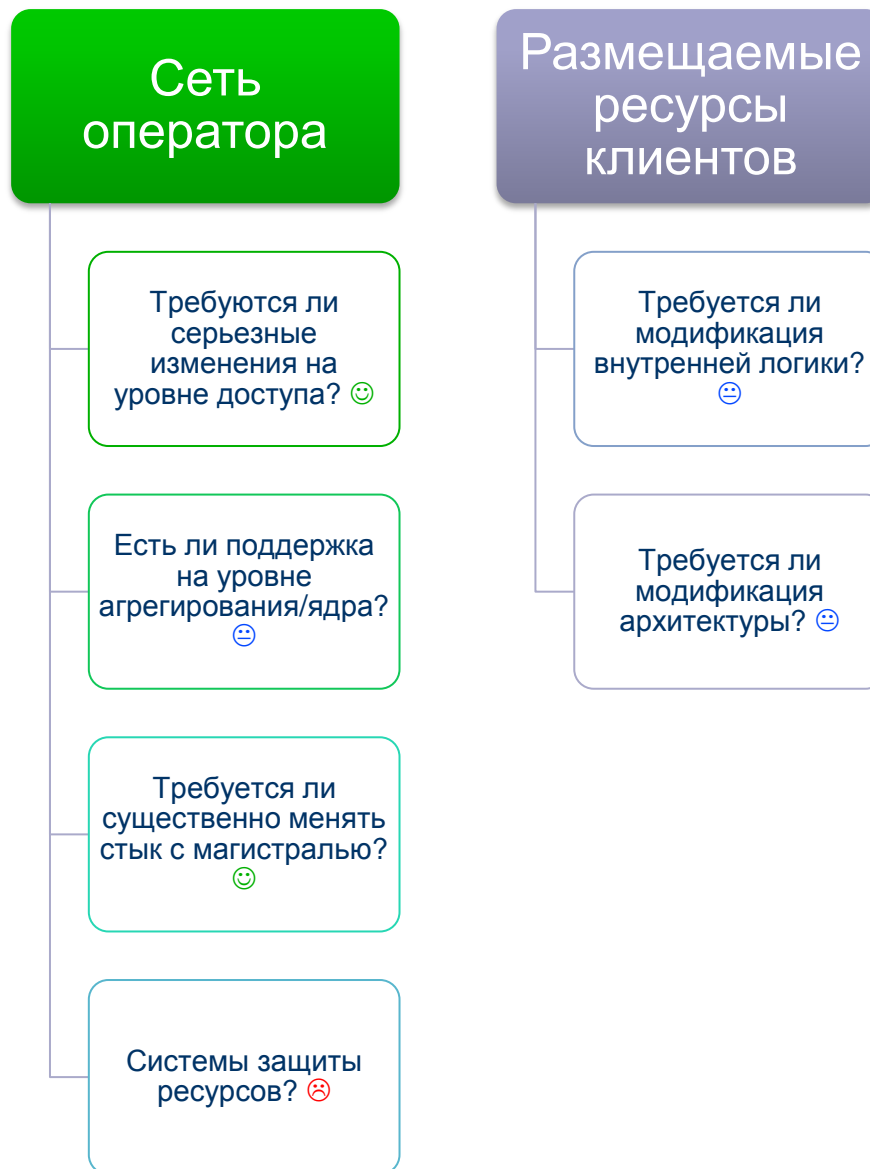 Сеть
оператора
Требуются ли
серьезные
изменения на
уровне доступа? ☺
Есть ли поддержка
на уровне
агрегирования/ядра?
😐
Требуется ли
существенно менять
стык с магистралью?
☺
Системы защиты
ресурсов? ☹
Размещаемые
ресурсы
клиентов
Требуется ли
модификация
внутренней логики?
😐
Требуется ли
модификация
архитектуры? 😐